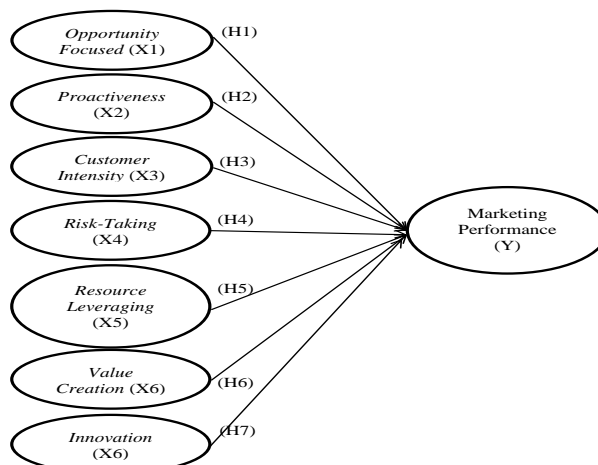 Opportunity
Focused (X1)
(H1)
Proactiveness
(X2)
(H2)
Customer
Intensity (X3)
(H3)
Risk-Taking
(X4)
(H4)
Marketing
Performance
(Y)
Resource
Leveraging
(X5)
(H5)
Value
Creation (X6)
(H6)
Innovation
(X6)
(H7)